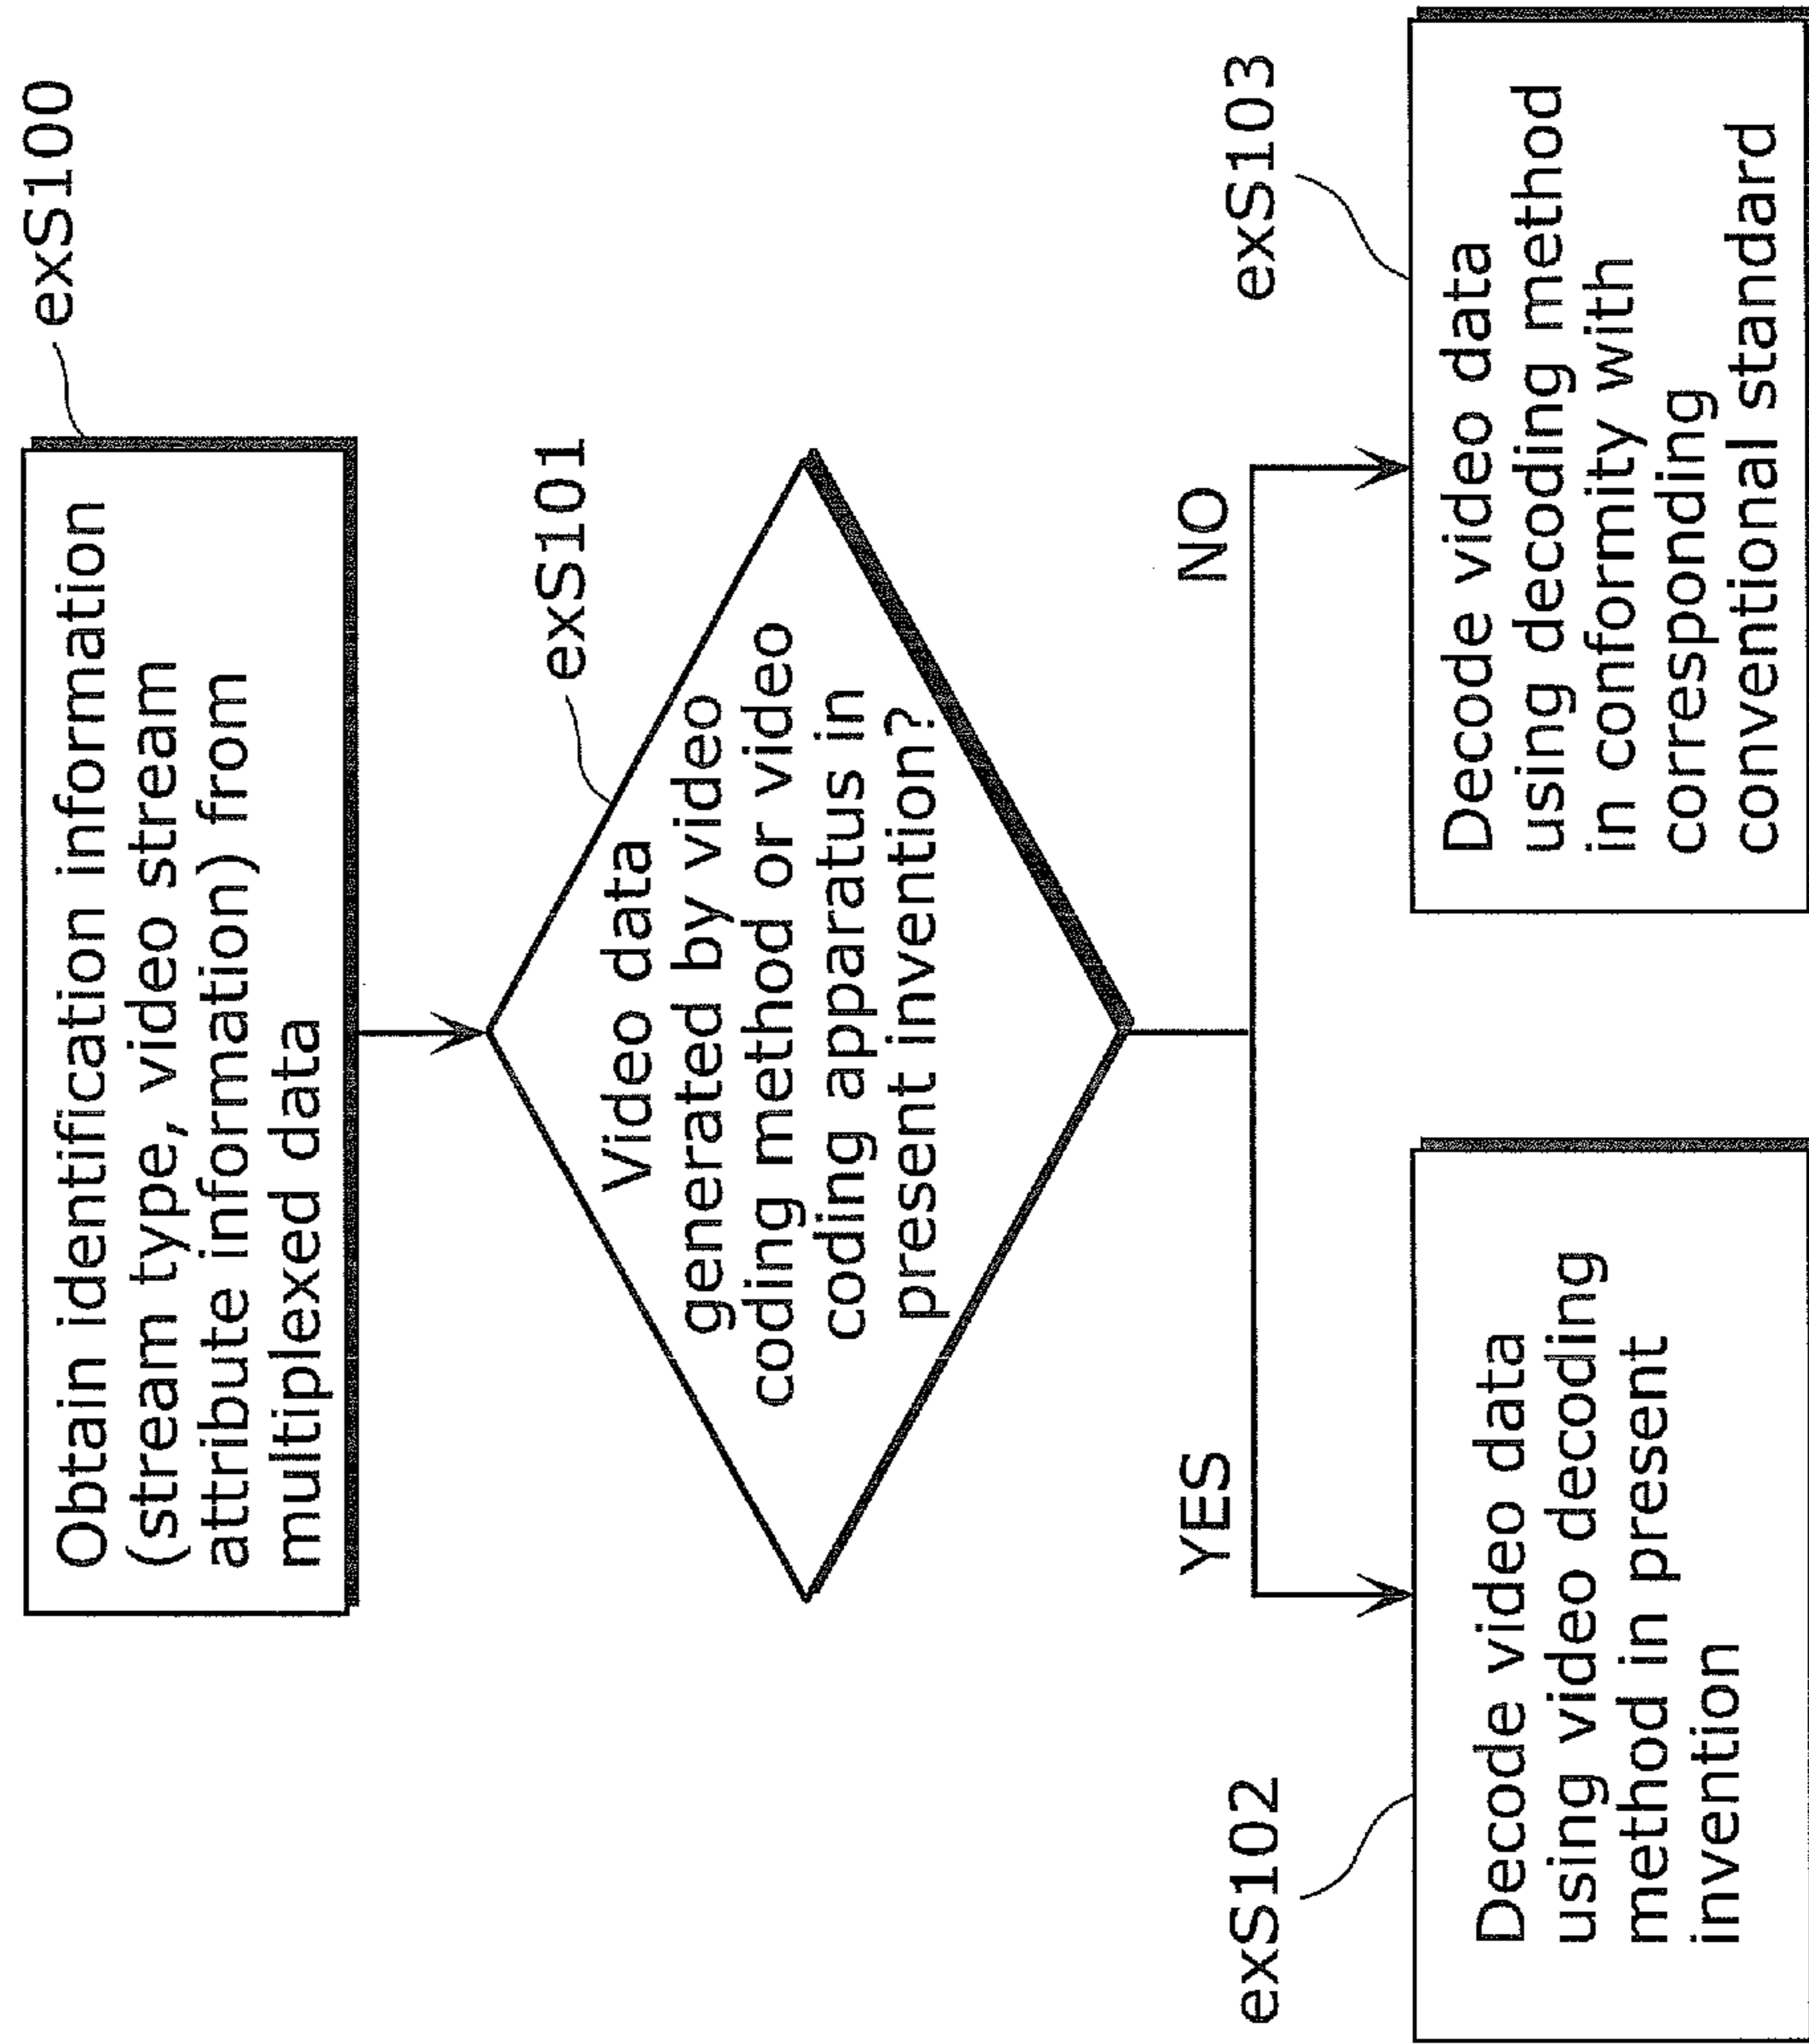 exS100
Obtain identification information
(stream type, video stream
attribute information) from
multiplexed data
exS101
Video data
generated by video
coding method or video
coding apparatus in
present invention?
YES
NO
exS102
Decode video data
using video decoding
method in present
invention
exS103
Decode video data
using decoding method
in conformity with
corresponding
conventional standard